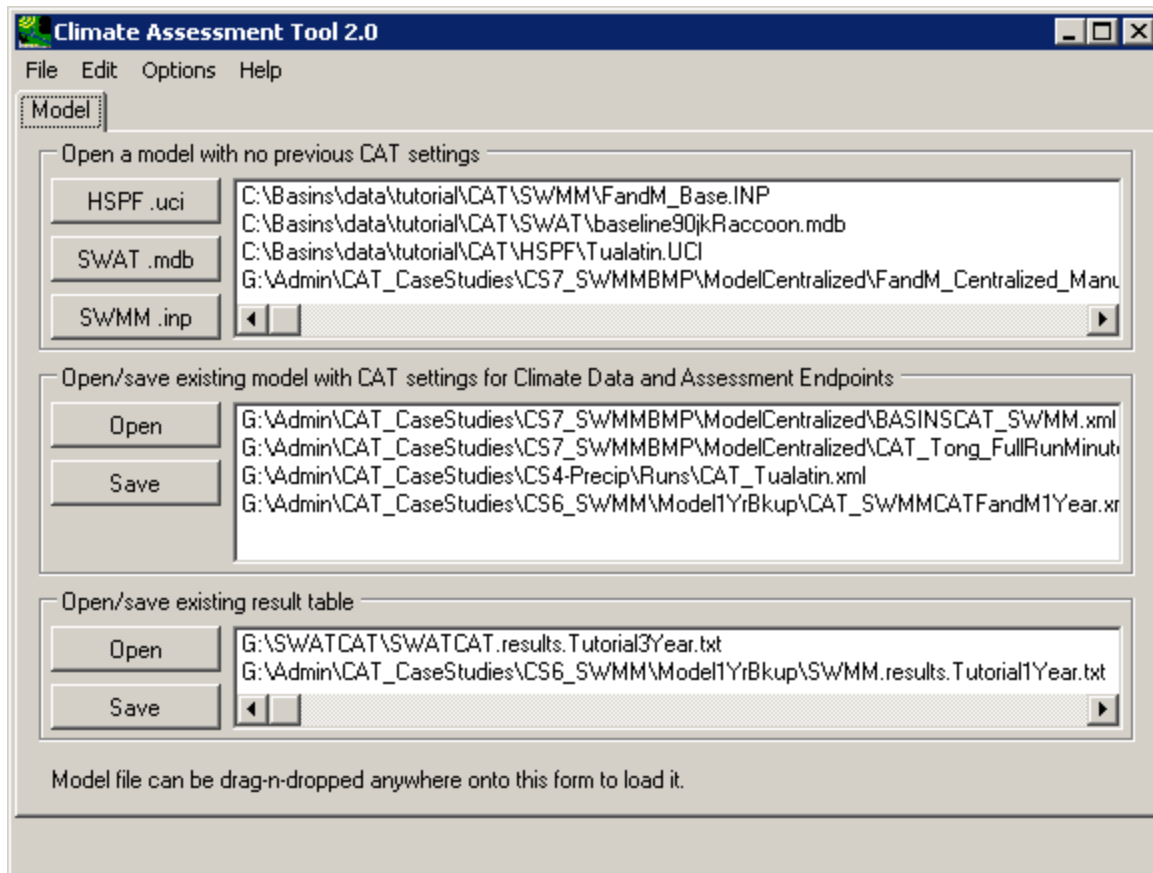 Climate Assessment Tool 2.0
File Edit Options Help
Model
Open a model with no previous CAT settings
HSPF .uci
SWAT .mdb
SWMM .inp
C:\Basins\data\tutorial\CAT\SWMM\FandM_Base.INP
C:\Basins\data\tutorial\CAT\SWAT\baseline90jkRaccoon.mdb
C:\Basins\data\tutorial\CAT\HSPF\Tualatin.UCI
G:\Admin\CAT_CaseStudies\CS7_SWMMBMP\ModelCentralized\FandM_Centralized_Manu
Open/save existing model with CAT settings for Climate Data and Assessment Endpoints
Open
Save
G:\Admin\CAT_CaseStudies\CS7_SWMMBMP\ModelCentralized\BASINSCAT_SWMM.xml
G:\Admin\CAT_CaseStudies\CS7_SWMMBMP\ModelCentralized\CAT_Tong_FullRunMinut
G:\Admin\CAT_CaseStudies\CS4-Precip\Runs\CAT_Tualatin.xml
G:\Admin\CAT_CaseStudies\CS6_SWMM\Model1YrBkup\CAT_SWMMCATFandM1Year.xr
Open/save existing result table
Open
Save
G:\SWATCAT\SWATCAT.results.Tutorial3Year.txt
G:\Admin\CAT_CaseStudies\CS6_SWMM\Model1YrBkup\SWMM.results.Tutorial1Year.txt
Model file can be drag-n-dropped anywhere onto this form to load it.